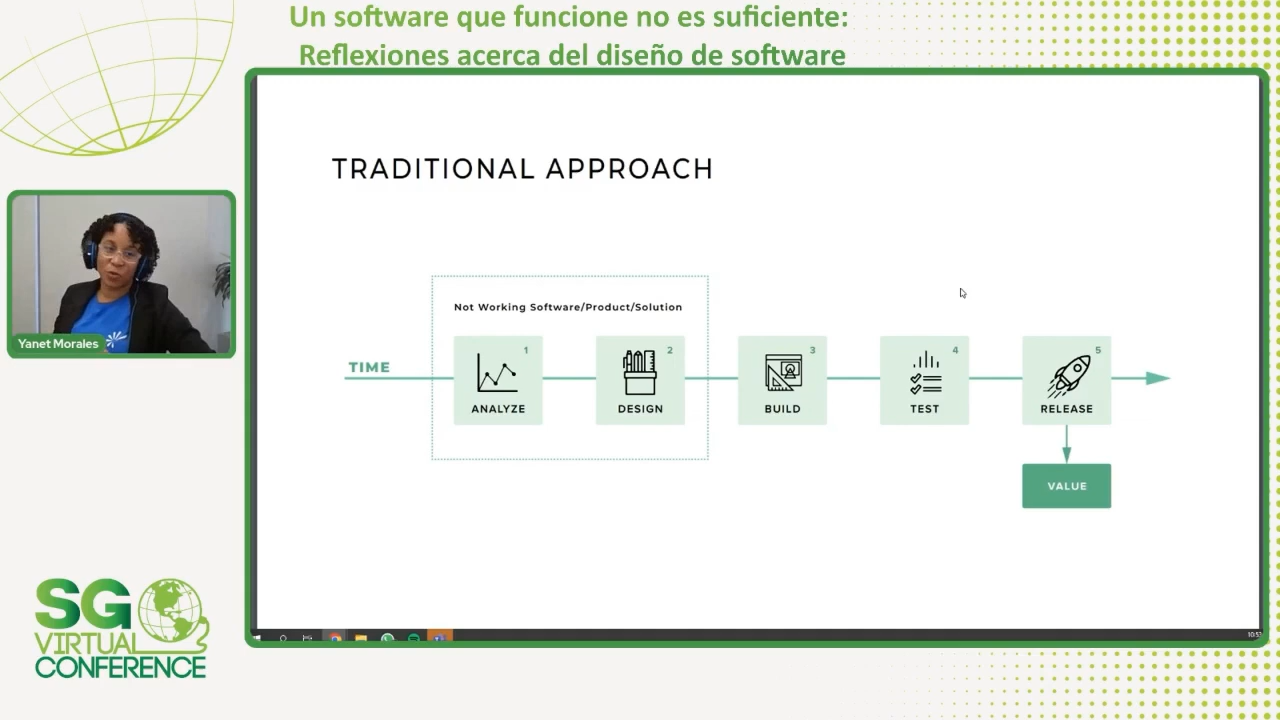 Un software que funcione no es suficiente:
Reflexiones acerca del diseño de software
TRADITIONAL APPROACH
Not Working Software/Product/Solution
TIME
1
ANALYZE
2
DESIGN
3
BUILD
4
TEST
5
RELEASE
VALUE
Yanet Morales
SG
VIRTUAL
CONFERENCE